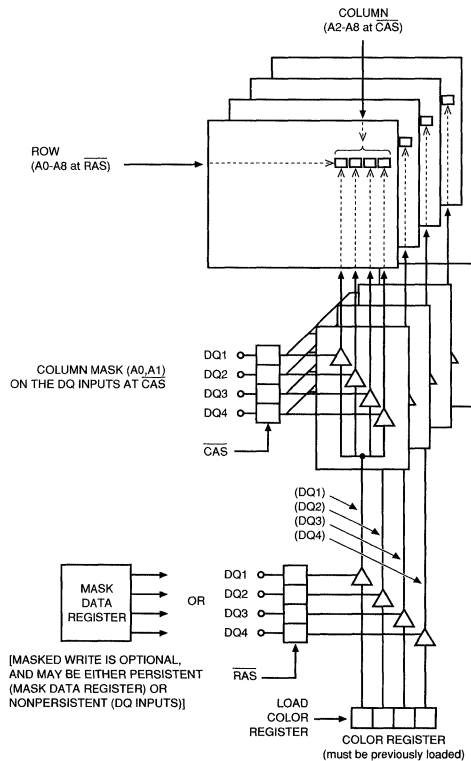 COLUMN
(A2-A8 at CAS)
ROW
(A0-A8 at RAS)
COLUMN MASK (A0,A1)
ON THE DQ INPUTS AT CAS
DQ1
DQ2
DQ3
DQ4
CAS
(DQ1)
(DQ2)
(DQ3)
(DQ4)
MASK
DATA
REGISTER
OR
DQ1
DQ2
DQ3
DQ4
RAS
[MASKED WRITE IS OPTIONAL,
AND MAY BE EITHER PERSISTENT
(MASK DATA REGISTER) OR
NONPERSISTENT (DQ INPUTS)]
LOAD
COLOR
REGISTER
COLOR REGISTER
(must be previously loaded)